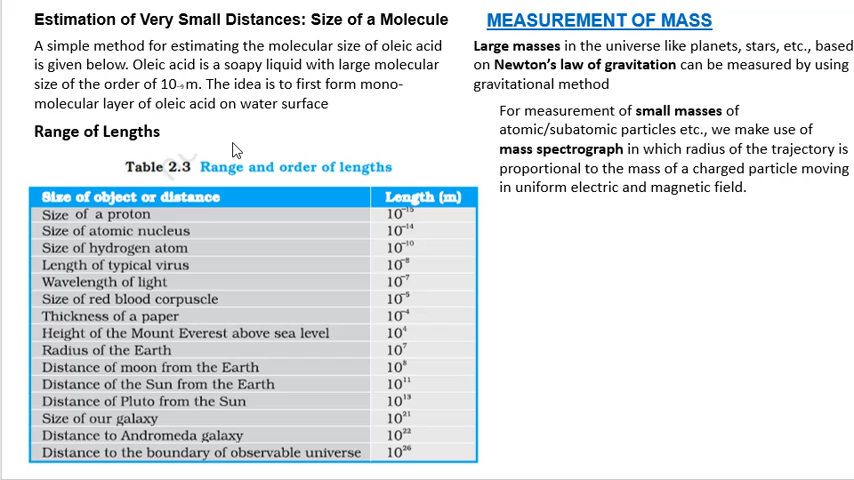 Estimation of Very Small Distances: Size of a Molecule
A simple method for estimating the molecular size of oleic acid
is given below. Oleic acid is a soapy liquid with large molecular
size of the order of 10⁻⁹ m. The idea is to first form mono-
molecular layer of oleic acid on water surface
Range of Lengths
Table 2.3 Range and order of lengths
Size of object or distance Length (m)
Size of a proton 10⁻¹⁵
Size of atomic nucleus 10⁻¹⁴
Size of hydrogen atom 10⁻¹⁰
Length of typical virus 10⁻⁸
Wavelength of light 10⁻⁷
Size of red blood corpuscle 10⁻⁵
Thickness of a paper 10⁻⁴
Height of the Mount Everest above sea level 10⁴
Radius of the Earth 10⁷
Distance of moon from the Earth 10⁸
Distance of the Sun from the Earth 10¹¹
Distance of Pluto from the Sun 10¹³
Size of our galaxy 10²¹
Distance to Andromeda galaxy 10²²
Distance to the boundary of observable universe 10²⁶
MEASUREMENT OF MASS
Large masses in the universe like planets, stars, etc., based
on Newton's law of gravitation can be measured by using
gravitational method
For measurement of small masses of
atomic/subatomic particles etc., we make use of
mass spectrograph in which radius of the trajectory is
proportional to the mass of a charged particle moving
in uniform electric and magnetic field.